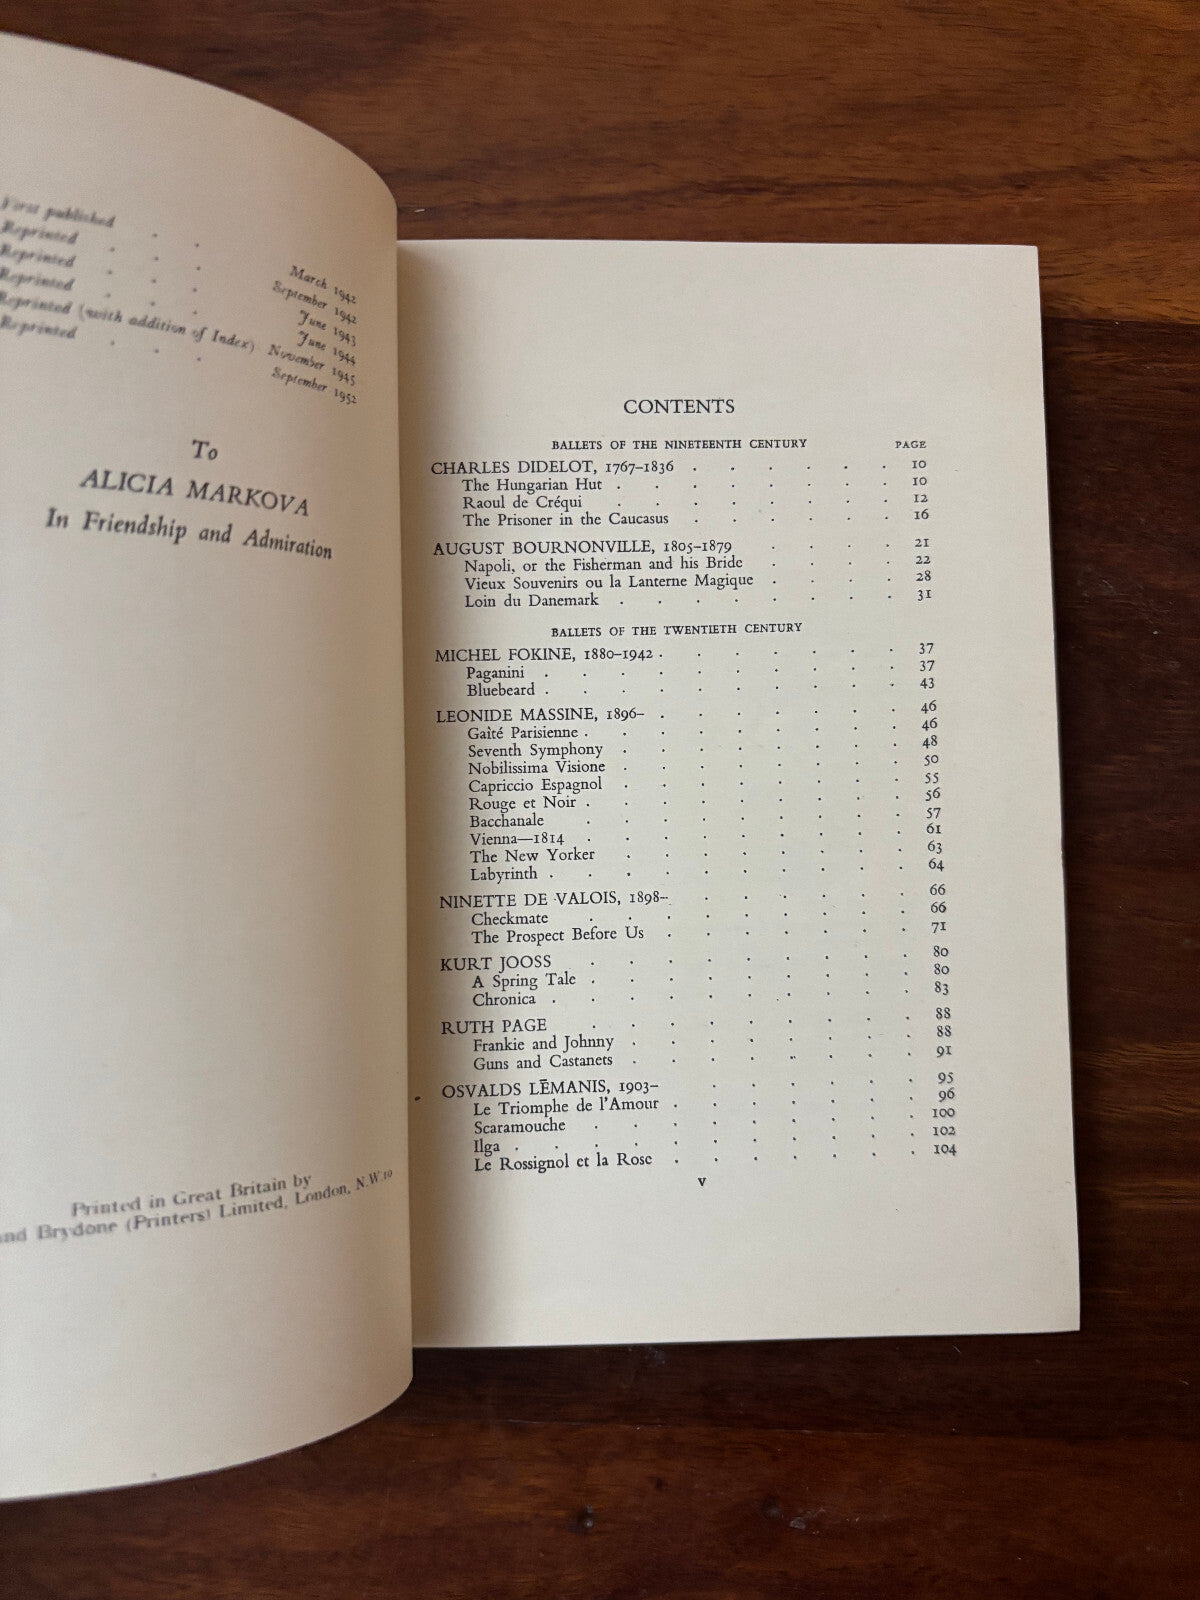 First published . . March 1942
Reprinted . . . September 1942
Reprinted . . . June 1943
Reprinted . . . June 1944
Reprinted (with addition of Index) November 1945
Reprinted . . . September 1952
To
ALICIA MARKOVA
In Friendship and Admiration
Printed in Great Britain by
and Brydone (Printers) Limited, London, N.W.10
CONTENTS
BALLETS OF THE NINETEENTH CENTURY PAGE
CHARLES DIDELOT, 1767–1836 . . . . . . 10
The Hungarian Hut . . . . . . . . 10
Raoul de Créqui . . . . . . . . 12
The Prisoner in the Caucasus . . . . . . 16
AUGUST BOURNONVILLE, 1805–1879 . . . . 21
Napoli, or the Fisherman and his Bride . . . . 22
Vieux Souvenirs ou la Lanterne Magique . . . . 28
Loin du Danemark . . . . . . . . 31
BALLETS OF THE TWENTIETH CENTURY
MICHEL FOKINE, 1880–1942 . . . . . . . 37
Paganini . . . . . . . . . . 37
Bluebeard . . . . . . . . . . 43
LEONIDE MASSINE, 1896– . . . . . . . 46
Gaîté Parisienne . . . . . . . . . 46
Seventh Symphony . . . . . . . . 48
Nobilissima Visione . . . . . . . . 50
Capriccio Espagnol . . . . . . . . 55
Rouge et Noir . . . . . . . . . 56
Bacchanale . . . . . . . . . 57
Vienna—1814 . . . . . . . . . 61
The New Yorker . . . . . . . . 63
Labyrinth . . . . . . . . . . 64
NINETTE DE VALOIS, 1898– . . . . . . . 66
Checkmate . . . . . . . . . 66
The Prospect Before Us . . . . . . . 71
KURT JOOSS . . . . . . . . . 80
A Spring Tale . . . . . . . . . 80
Chronica . . . . . . . . . . 83
RUTH PAGE . . . . . . . . . 88
Frankie and Johnny . . . . . . . . 88
Guns and Castanets . . . . . . . . 91
OSVALDS LĒMANIS, 1903– . . . . . . 95
Le Triomphe de l'Amour . . . . . . . 96
Scaramouche . . . . . . . . . 100
Ilga . . . . . . . . . . . 102
Le Rossignol et la Rose . . . . . . . 104
v